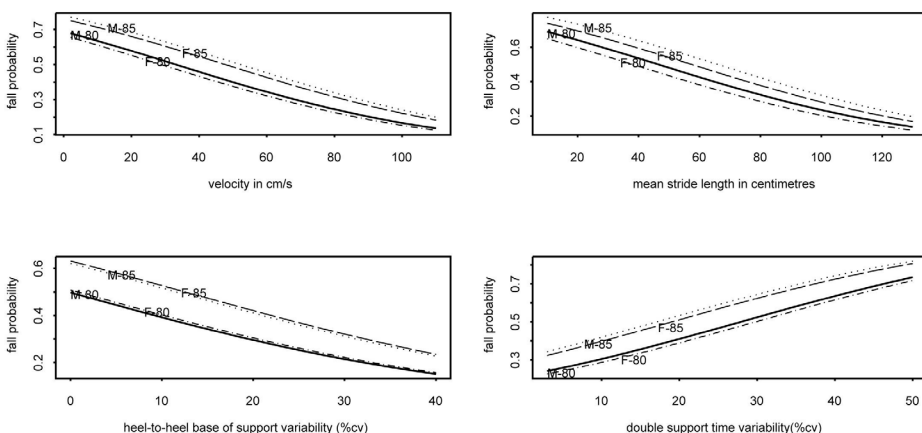 fall probability
0.1 0.3 0.5 0.7
M-80
M-85
F-80
F-85
0 20 40 60 80 100
velocity in cm/s
fall probability
0.2 0.4 0.6
M-80
M-85
F-80
F-85
20 40 60 80 100 120
mean stride length in centimetres
fall probability
0.2 0.4 0.6
M-80
M-85
F-80
F-85
0 10 20 30 40
heel-to-heel base of support variability (%cv)
fall probability
0.3 0.5 0.7
M-80
M-85
F-80
F-85
10 20 30 40 50
double support time variability(%cv)